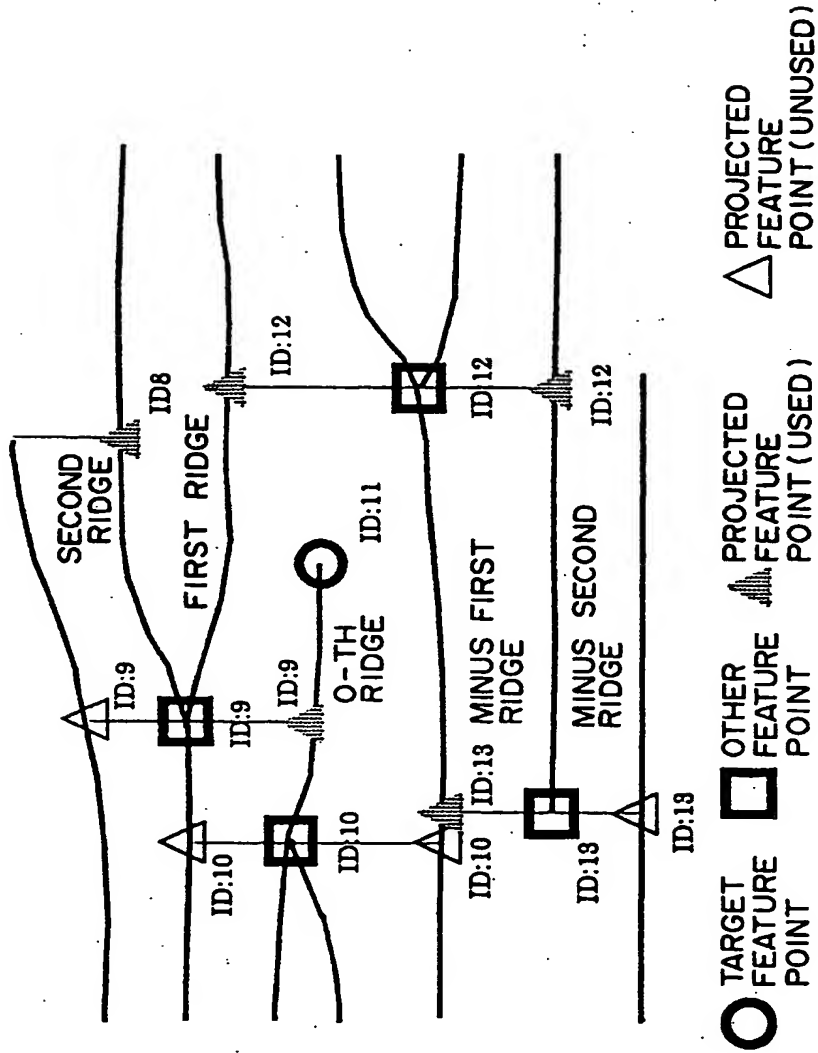 SECOND
RIDGE
ID:9
ID8
FIRST RIDGE
ID:10
ID:9
ID:9
ID:12
O-TH
RIDGE
ID:10
ID:11
ID:10
ID:13
MINUS FIRST
RIDGE
ID:12
ID:13
MINUS SECOND
RIDGE
ID:12
ID:13
TARGET
FEATURE
POINT
OTHER
FEATURE
POINT
PROJECTED
FEATURE
POINT (USED)
PROJECTED
FEATURE
POINT (UNUSED)